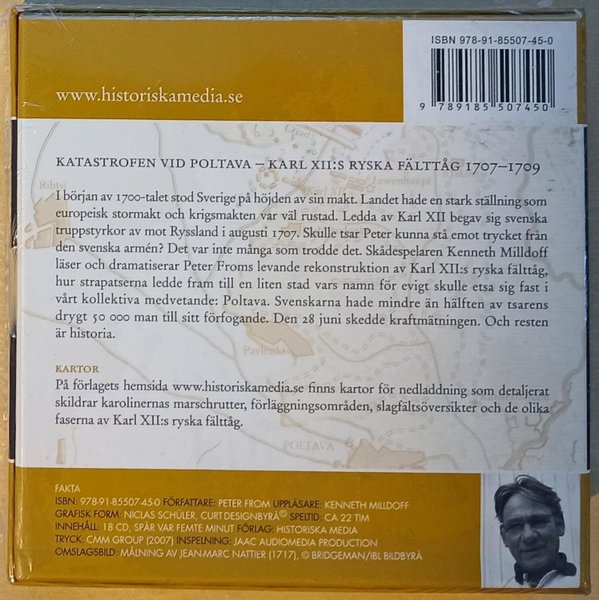 ISBN 978-91-85507-45-0
9 789185 507450
www.historiskamedia.se
KATASTROFEN VID POLTAVA – KARL XII:S RYSKA FÄLTTÅG 1707–1709
Lewenhaupt
Ribtsi
I början av 1700-talet stod Sverige på höjden av sin makt. Landet hade en stark ställning som
europeisk stormakt och krigsmakten var väl rustad. Ledda av Karl XII begav sig svenska
truppstyrkor av mot Ryssland i augusti 1707. Skulle tsar Peter kunna stå emot trycket från
den svenska armén? Det var inte många som trodde det. Skådespelaren Kenneth Milldoff
läser och dramatiserar Peter Froms levande rekonstruktion av Karl XII:s ryska fälttåg,
hur strapatserna ledde fram till en liten stad vars namn för evigt skulle etsa sig fast i
vårt kollektiva medvetande: Poltava. Svenskarna hade mindre än hälften av tsarens
drygt 50 000 man till sitt förfogande. Den 28 juni skedde kraftmätningen. Och resten
är historia.
Pavlenki
KARTOR
På förlagets hemsida www.historiskamedia.se finns kartor för nedladdning som detaljerat
skildrar karolinernas marschrutter, förläggningsområden, slagfältsöversikter och de olika
faserna av Karl XII:s ryska fälttåg.
POLTAVA
FAKTA
ISBN: 978-91-85507-45-0 FÖRFATTARE: PETER FROM UPPLÄSARE: KENNETH MILLDOFF
GRAFISK FORM: NICLAS SCHÜLER, CURT DESIGNBYRÅ© SPELTID: CA 22 TIM
INNEHÅLL: 18 CD, SPÅR VAR FEMTE MINUT FÖRLAG: HISTORISKA MEDIA
TRYCK: CMM GROUP (2007) INSPELNING: JAAC AUDIOMEDIA PRODUCTION
OMSLAGSBILD: MÅLNING AV JEAN-MARC NATTIER (1717), © BRIDGEMAN/IBL BILDBYRÅ